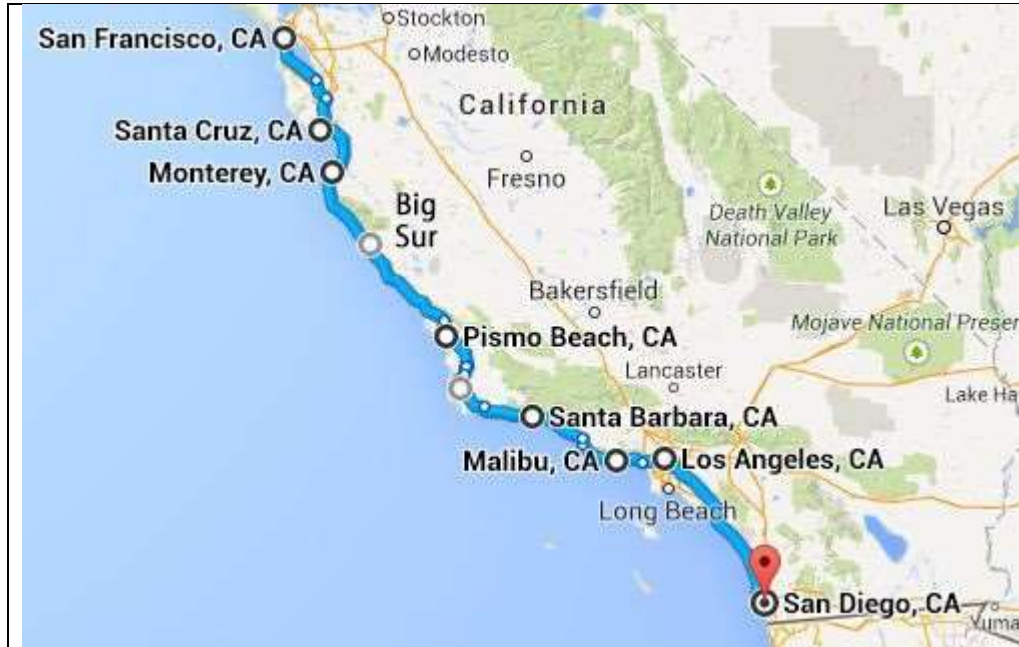 Stockton
San Francisco, CA
Modesto
California
Santa Cruz, CA
Monterey, CA
Fresno
Big
Sur
Death Valley
National Park
Las Vegas
Bakersfield
Mojave National Preser
Pismo Beach, CA
Lancaster
Lake Ha
Santa Barbara, CA
Malibu, CA
Los Angeles, CA
Long Beach
San Diego, CA
Yuma